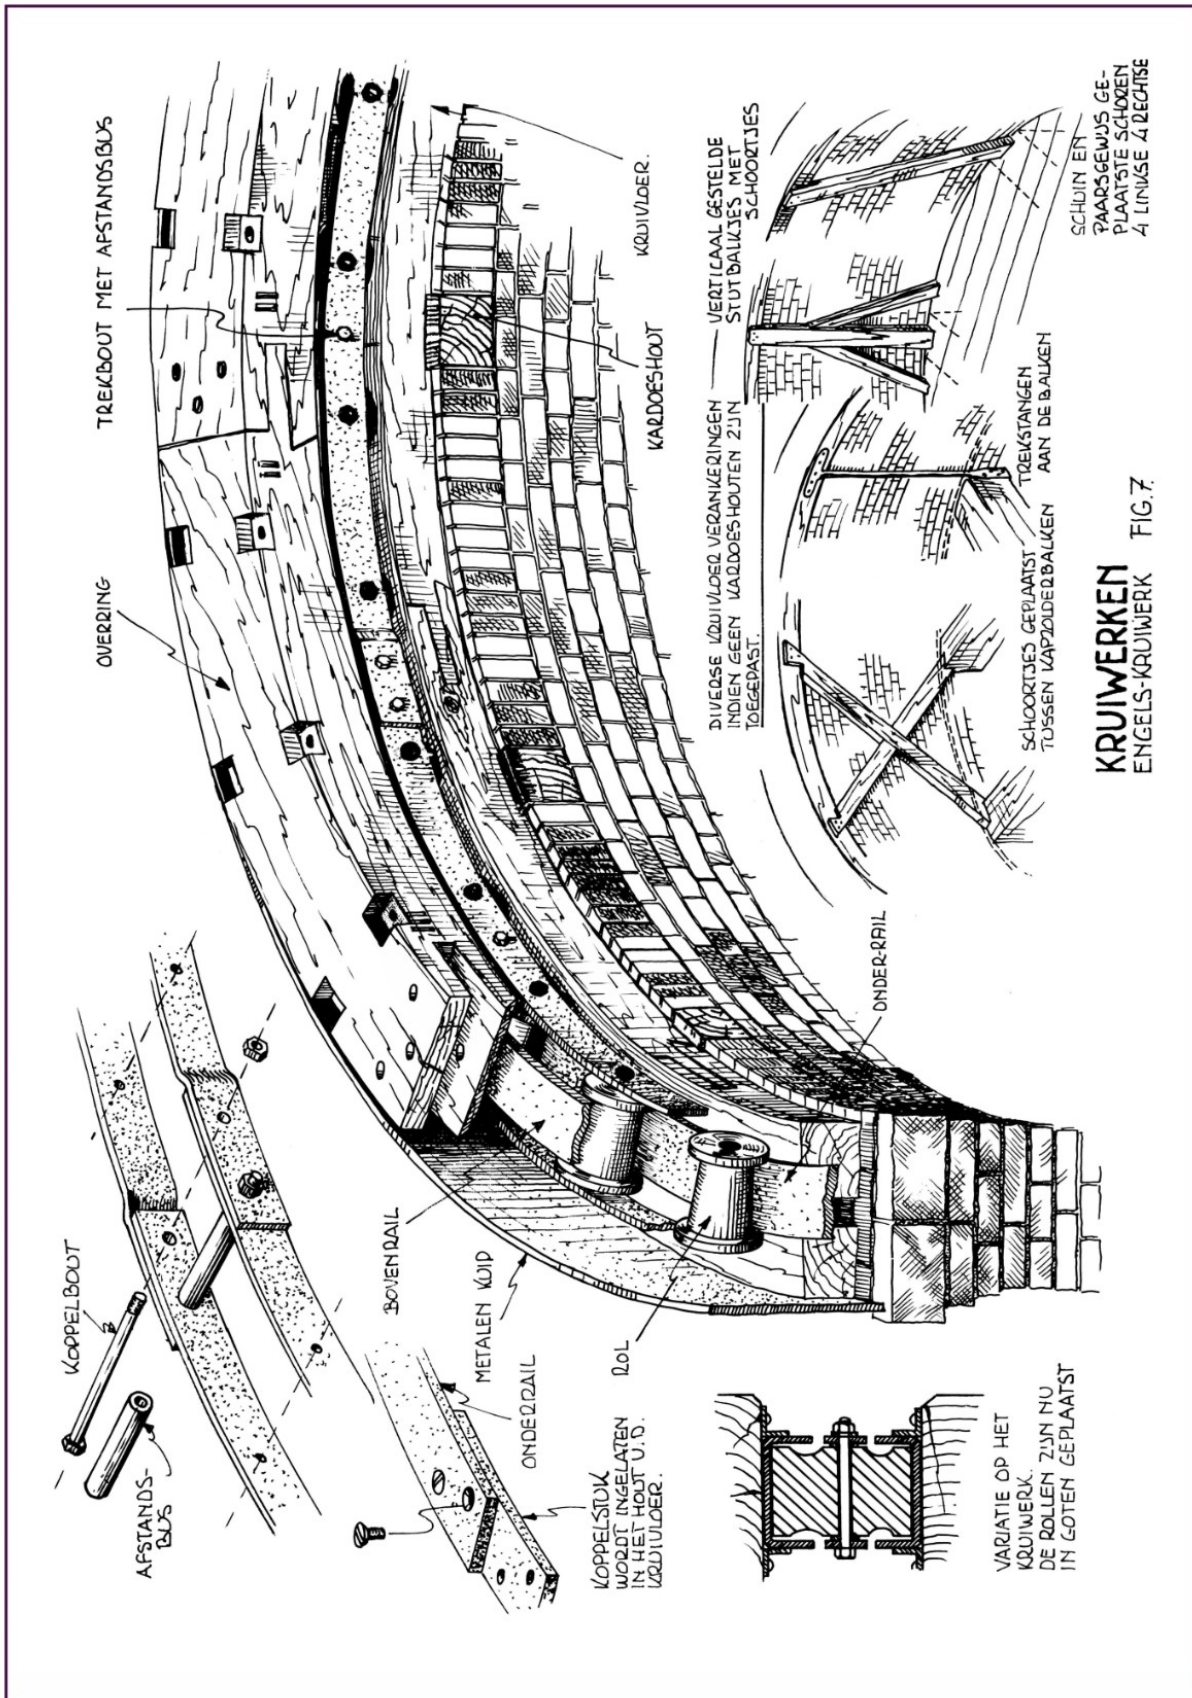 TREKBOUT MET AFSTANDSBUS
OVERRING
KOPPELBOUT
AFSTANDS-
BUS
BOVENRAIL
METALEN KUIP
ONDERRAIL
KOPPELSTUK
WORDT INGELATEN
IN HET HOUT V.D.
KRUIVLOER.
ROL
ONDERRAIL
KRUIVLOER.
KARDOESHOUT
DIVERSE KRUIVLOER VERANKERINGEN
INDIEN GEEN KARDOESHOUTEN ZIJN
TOEGEPAST.
VERTICAAL GESTELDE
STUTBALKJES MET
SCHOORTJES
SCHUIN EN
PAARSGEWIJS GE-
PLAATSTE SCHOREN
4 LINKSE 4 RECHTSE
TREKSTANGEN
AAN DE BALKEN
SCHOORTJES GEPLAATST
TUSSEN KAPZOLDERBALKEN
VARIATIE OP HET
KRUIWERK.
DE ROLLEN ZIJN NU
IN GOTEN GEPLAATST
KRUIWERKEN
ENGELS-KRUIWERK FIG.7.